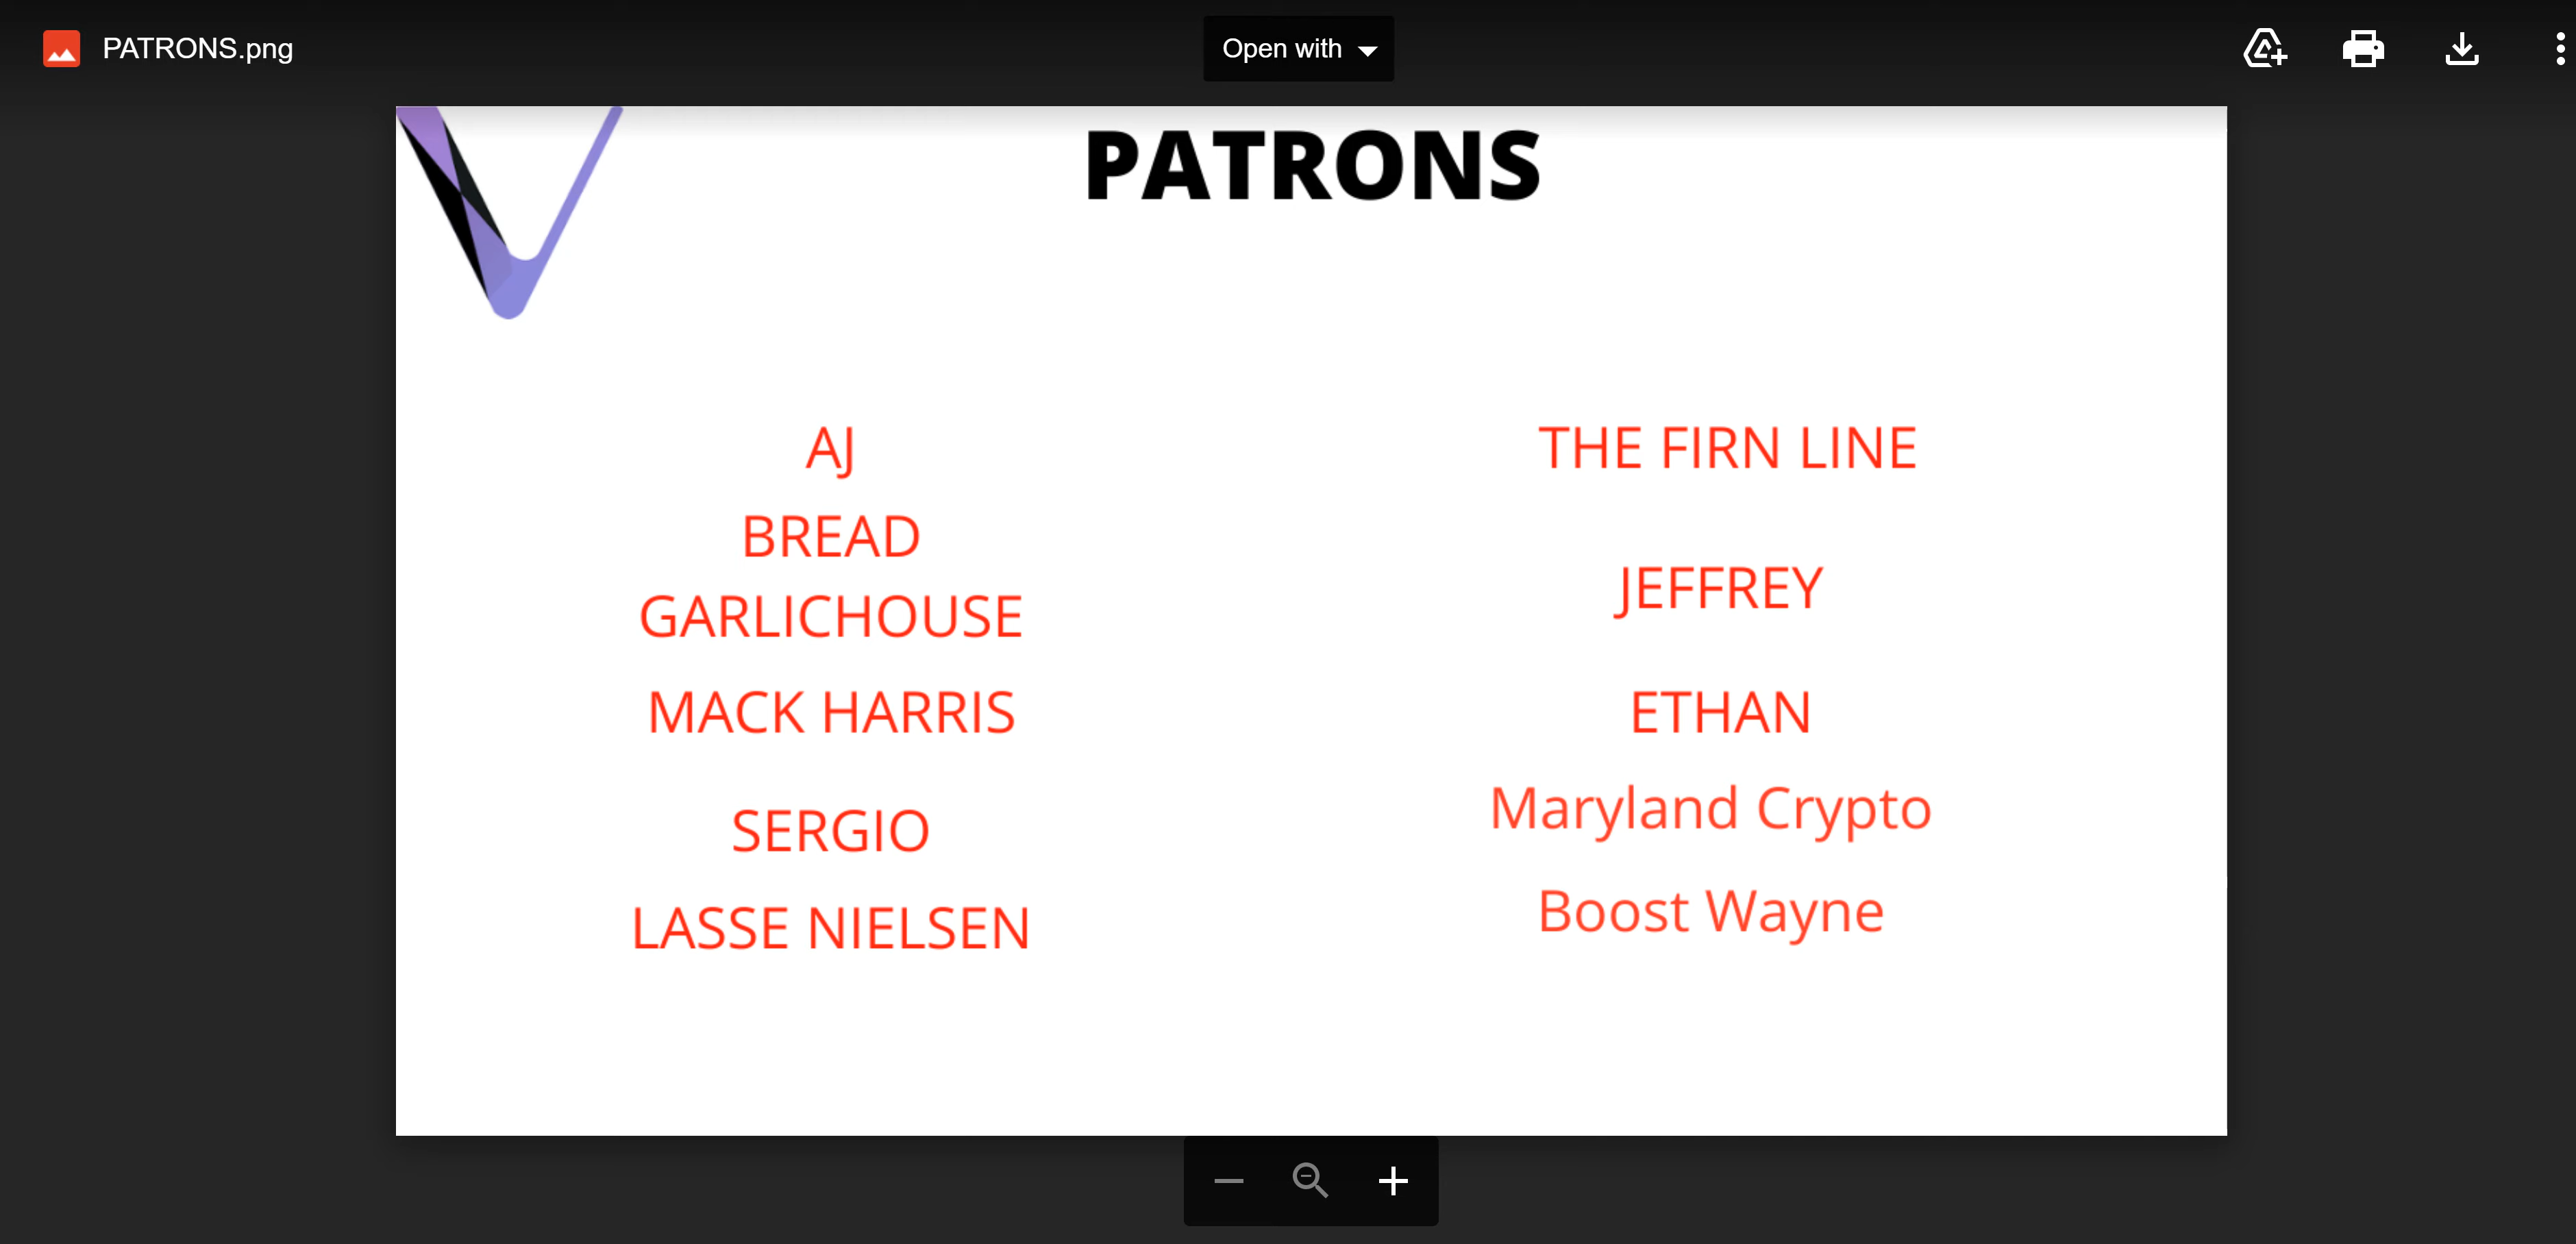 PATRONS.png
Open with
PATRONS
AJ
BREAD
GARLICHOUSE
MACK HARRIS
SERGIO
LASSE NIELSEN
THE FIRN LINE
JEFFREY
ETHAN
Maryland Crypto
Boost Wayne